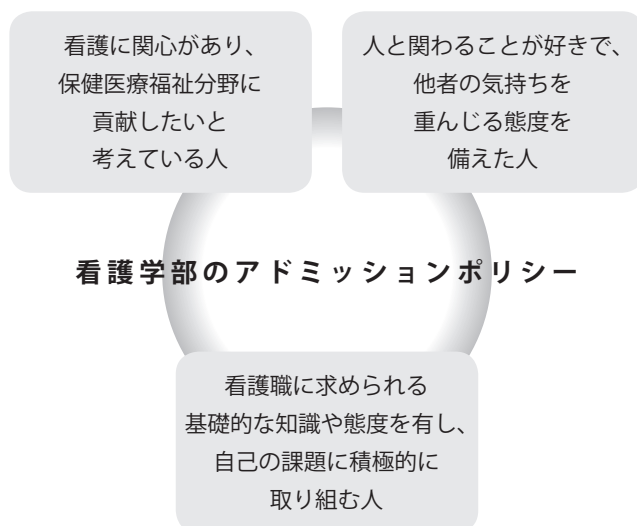 看護に関心があり、
保健医療福祉分野に
貢献したいと
考えている人
人と関わることが好きで、
他者の気持ちを
重んじる態度を
備えた人
看護学部のアドミッションポリシー
看護職に求められる
基礎的な知識や態度を有し、
自己の課題に積極的に
取り組む人